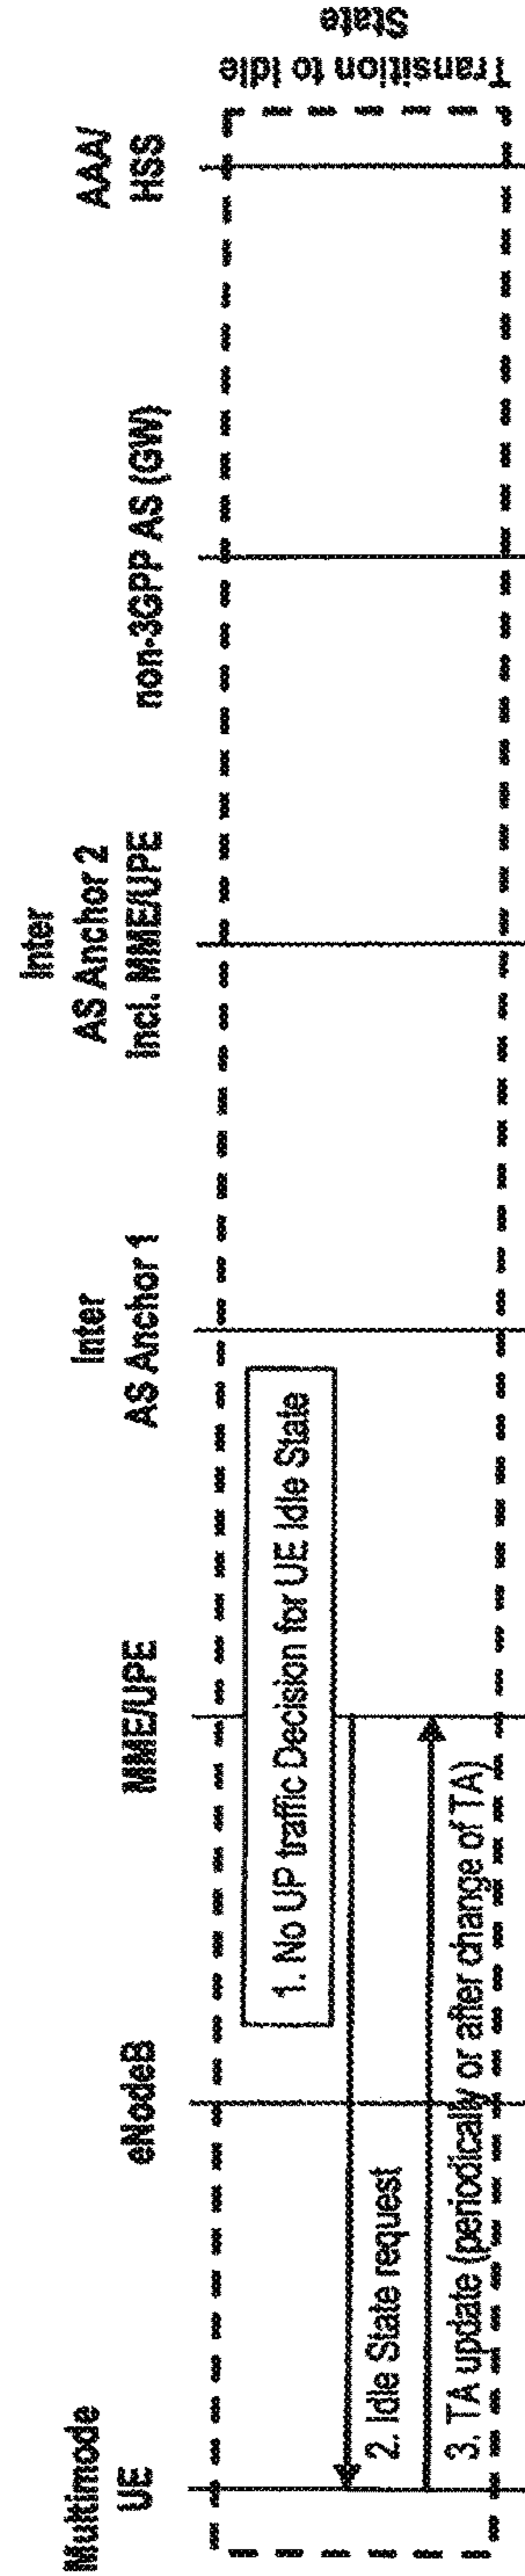 Multimode
UE
eNodeB
MME/UPE
Inter
AS Anchor 1
Inter
AS Anchor 2
incl. MME/UPE
non-3GPP AS (GW)
AAA/
HSS
1. No UP traffic Decision for UE Idle State
2. Idle State request
3. TA update (periodically or after change of TA)
Transition to Idle
State